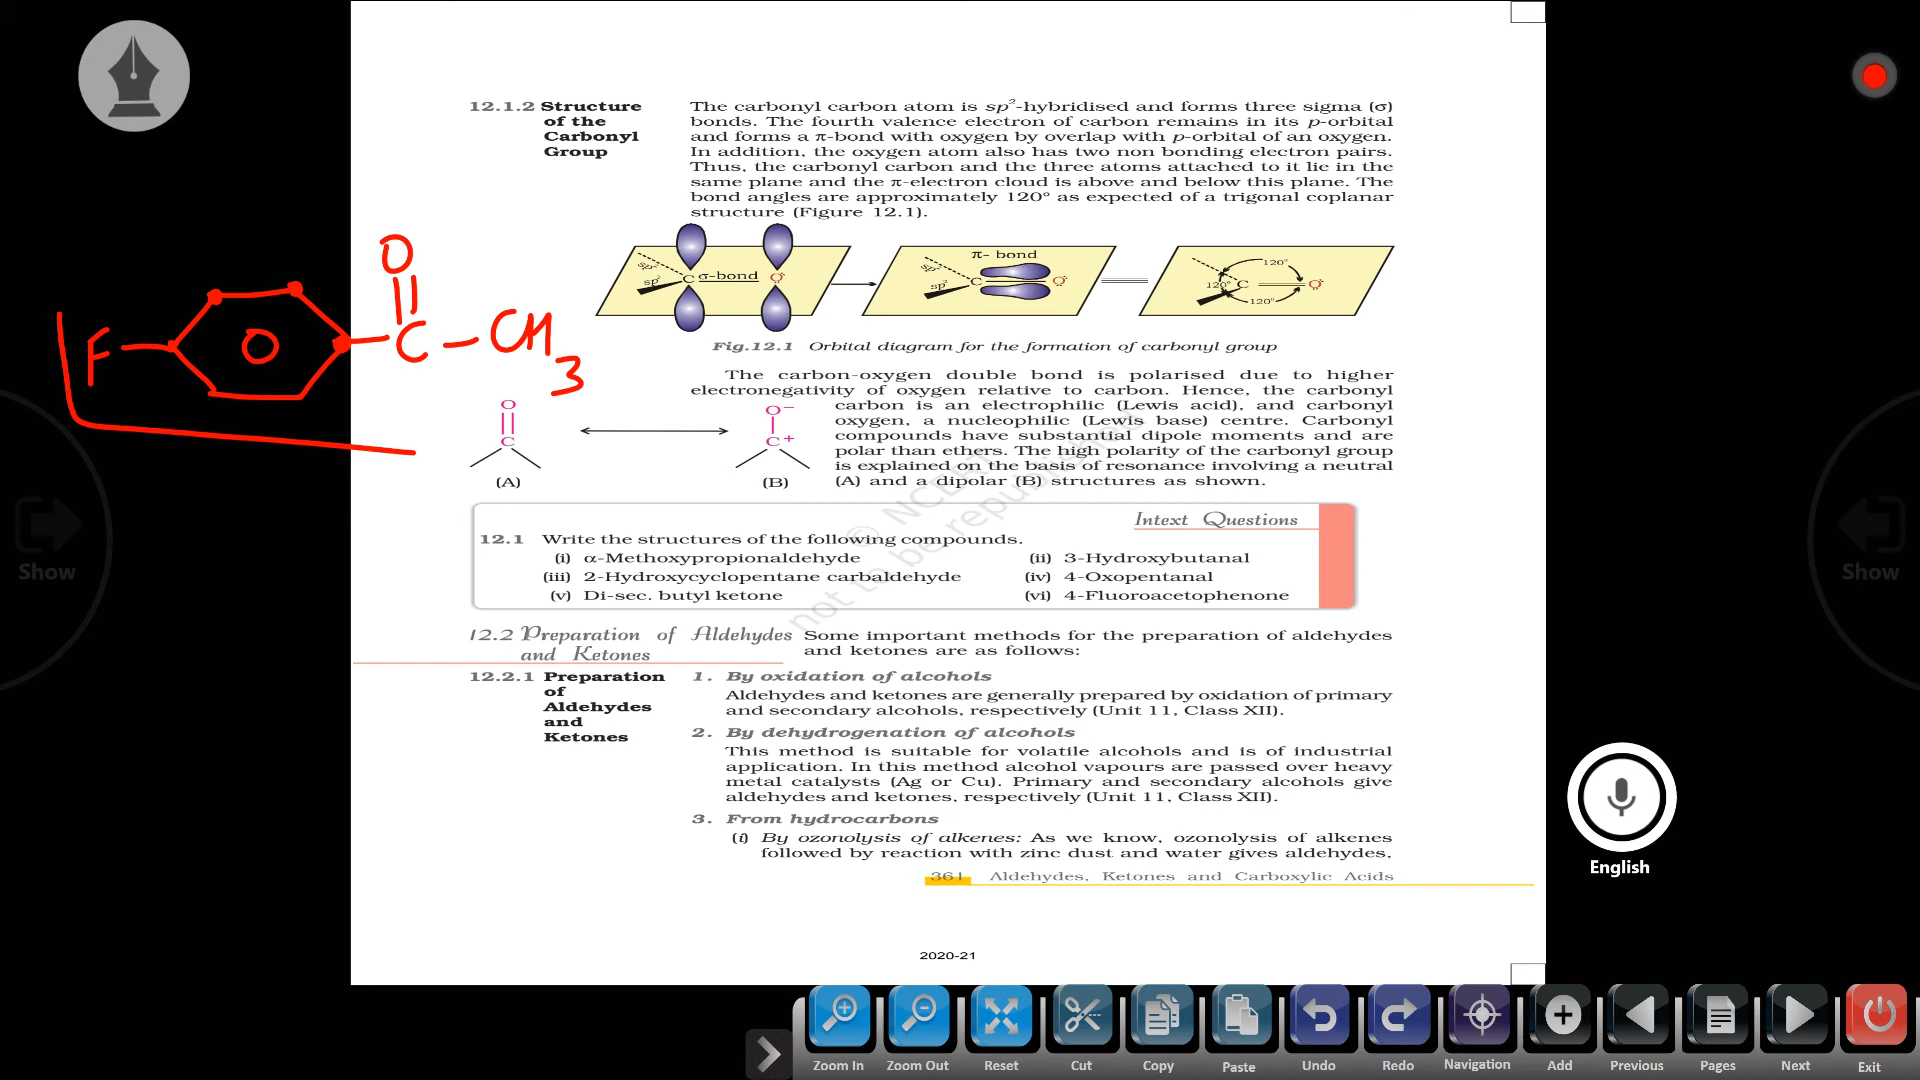 12.1.2 Structure of the Carbonyl Group
The carbonyl carbon atom is sp²-hybridised and forms three sigma (σ)
bonds. The fourth valence electron of carbon remains in its p-orbital
and forms a π-bond with oxygen by overlap with p-orbital of an oxygen.
In addition, the oxygen atom also has two non bonding electron pairs.
Thus, the carbonyl carbon and the three atoms attached to it lie in the
same plane and the π-electron cloud is above and below this plane. The
bond angles are approximately 120° as expected of a trigonal coplanar
structure (Figure 12.1).
sp² sp² C σ-bond O
π- bond
sp² sp² C O
120° 120° C O 120°
O
F O C CH3
Fig.12.1 Orbital diagram for the formation of carbonyl group
The carbon-oxygen double bond is polarised due to higher
electronegativity of oxygen relative to carbon. Hence, the carbonyl
carbon is an electrophilic (Lewis acid), and carbonyl
oxygen, a nucleophilic (Lewis base) centre. Carbonyl
compounds have substantial dipole moments and are
polar than ethers. The high polarity of the carbonyl group
is explained on the basis of resonance involving a neutral
(A) and a dipolar (B) structures as shown.
O O⁻
C C+
(A) (B)
© NCERT
not to be republished
Intext Questions
12.1 Write the structures of the following compounds.
(i) α-Methoxypropionaldehyde (ii) 3-Hydroxybutanal
(iii) 2-Hydroxycyclopentane carbaldehyde (iv) 4-Oxopentanal
(v) Di-sec. butyl ketone (vi) 4-Fluoroacetophenone
12.2 Preparation of Aldehydes and Ketones
Some important methods for the preparation of aldehydes
and ketones are as follows:
12.2.1 Preparation of Aldehydes and Ketones
1. By oxidation of alcohols
Aldehydes and ketones are generally prepared by oxidation of primary
and secondary alcohols, respectively (Unit 11, Class XII).
2. By dehydrogenation of alcohols
This method is suitable for volatile alcohols and is of industrial
application. In this method alcohol vapours are passed over heavy
metal catalysts (Ag or Cu). Primary and secondary alcohols give
aldehydes and ketones, respectively (Unit 11, Class XII).
3. From hydrocarbons
(i) By ozonolysis of alkenes: As we know, ozonolysis of alkenes
followed by reaction with zinc dust and water gives aldehydes,
361 Aldehydes, Ketones and Carboxylic Acids
2020-21
Show
Show
English
Zoom In Zoom Out Reset Cut Copy Paste Undo Redo Navigation Add Previous Pages Next Exit